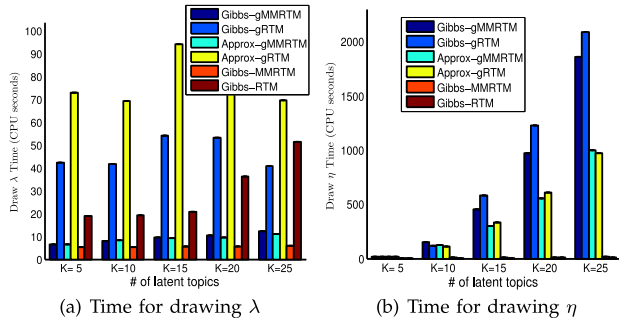 Draw λ Time (CPU seconds)
100
90
80
70
60
50
40
30
20
10
0
Gibbs-gMMRTM
Gibbs-gRTM
Approx-gMMRTM
Approx-gRTM
Gibbs-MMRTM
Gibbs-RTM
K= 5
K=10
K=15
K=20
K=25
# of latent topics
(a) Time for drawing λ
Draw η Time (CPU seconds)
2000
1500
1000
500
0
Gibbs-gMMRTM
Gibbs-gRTM
Approx-gMMRTM
Approx-gRTM
Gibbs-MMRTM
Gibbs-RTM
K= 5
K=10
K=15
K=20
K=25
# of latent topics
(b) Time for drawing η